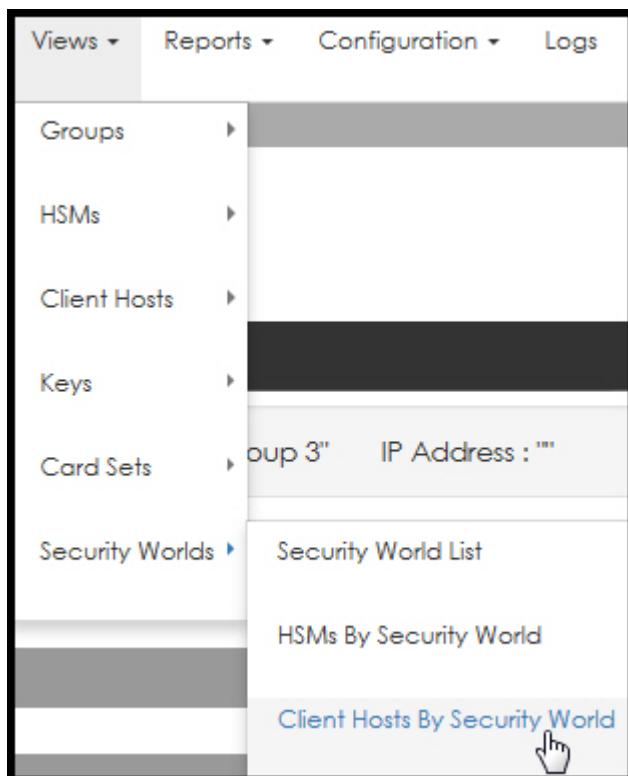 Views Reports Configuration Logs
Groups
HSMs
Client Hosts
Keys
Card Sets
oup 3" IP Address : ""
Security Worlds
Security World List
HSMs By Security World
Client Hosts By Security World